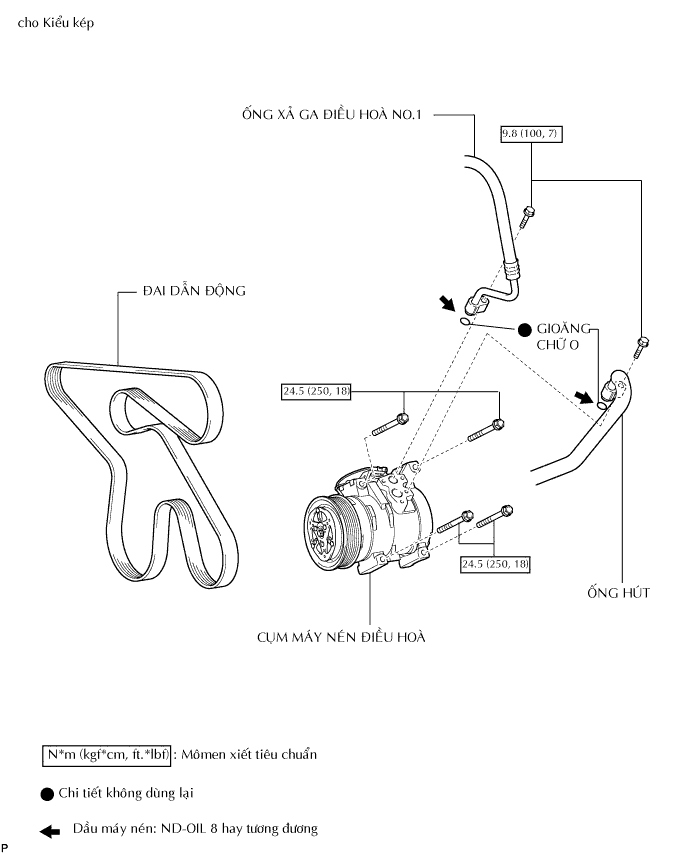 cho Kiểu kép
ỐNG XẢ GA ĐIỀU HOÀ NO.1
9.8 (100, 7)
ĐAI DẪN ĐỘNG
GIOĂNG
CHỮ O
24.5 (250, 18)
24.5 (250, 18)
ỐNG HÚT
CỤM MÁY NÉN ĐIỀU HOÀ
N*m (kgf*cm, ft.*lbf) : Mômen xiết tiêu chuẩn
Chi tiết không dùng lại
Dầu máy nén: ND-OIL 8 hay tương đương
P